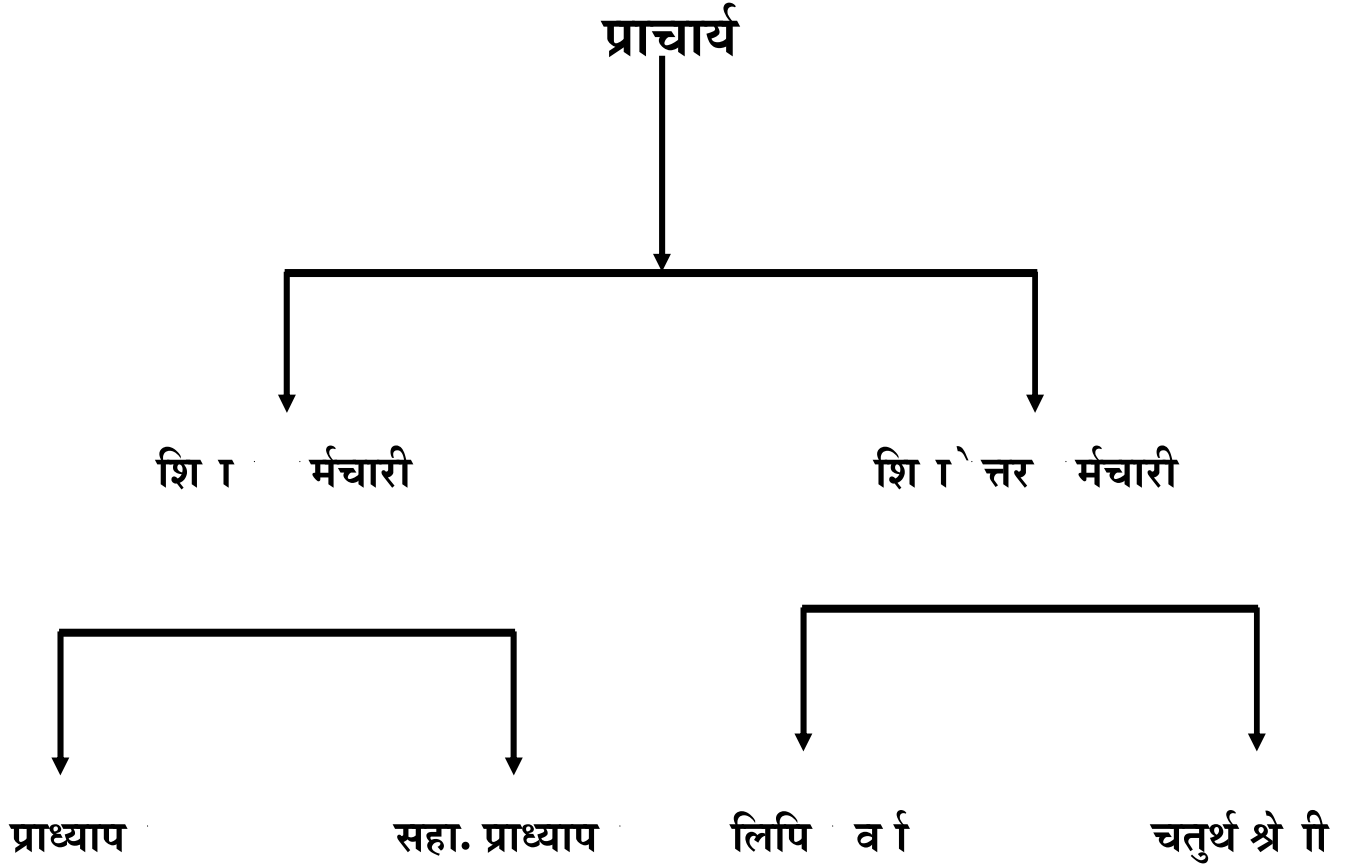 प्राचार्य
शि ा र्मचारी शि ा े त्तर र्मचारी
प्राध्याप सहा. प्राध्याप लिपि व र्ा चतुर्थ श्रे ाी